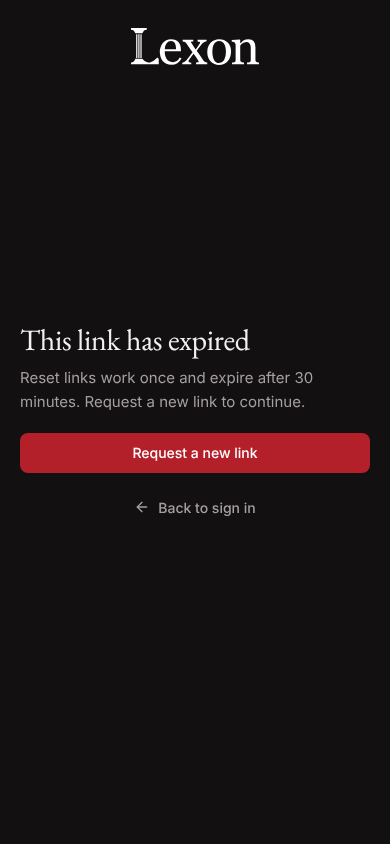 Lexon
This link has expired
Reset links work once and expire after 30
minutes. Request a new link to continue.
Request a new link
Back to sign in